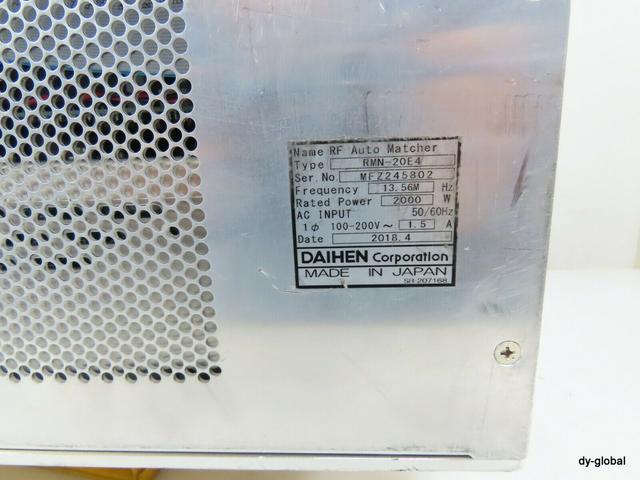 Name RF Auto Matcher
Type RMN-20E4
Ser.No. MFZ245802
Frequency 13.56M Hz
Rated Power 2000 W
AC INPUT 50/60Hz
1φ 100-200V~ 1.5 A
Date 2018.4
DAIHEN Corporation
MADE IN JAPAN
SR-207168
dy-global